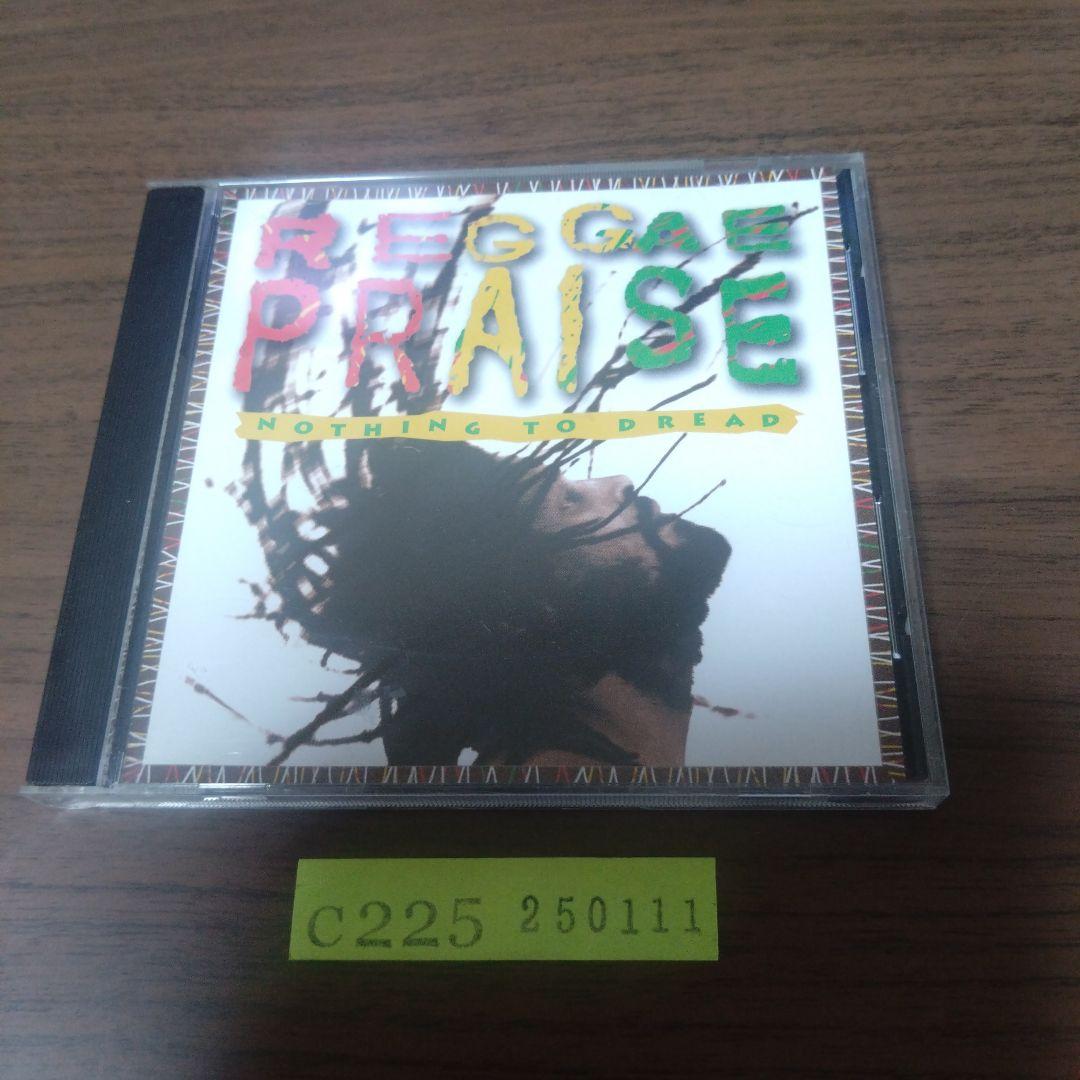 REGGAE
PRAISE
NOTHING TO DREAD
C225 250111